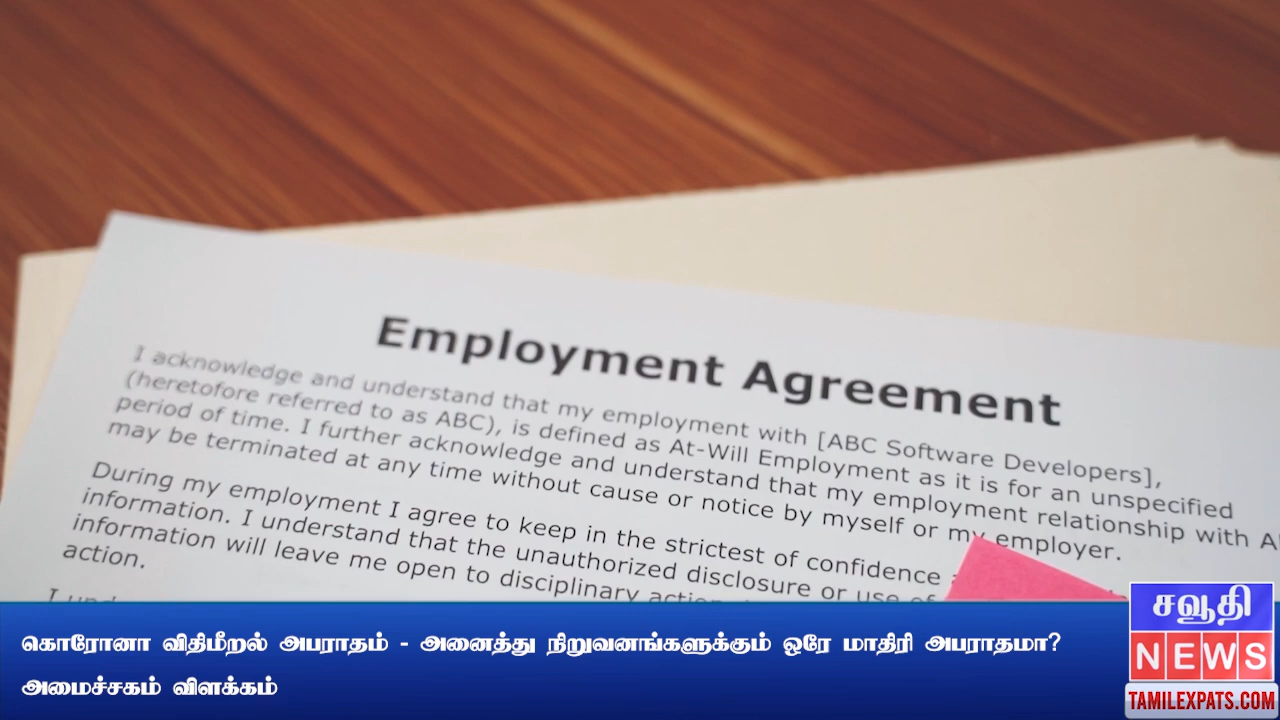 Employment Agreement
I acknowledge and understand that my employment with [ABC Software Developers],
(heretofore referred to as ABC), is defined as At-Will Employment as it is for an unspecified
period of time. I further acknowledge and understand that my employment relationship with
may be terminated at any time without cause or notice by myself or my employer.
During my employment I agree to keep in the strictest of confidence
information. I understand that the unauthorized disclosure or use of
information will leave me open to disciplinary action
action.
கொரோனா விதிமீறல் அபராதம் - அனைத்து நிறுவனங்களுக்கும் ஒரே மாதிரி அபராதமா?
அமைச்சகம் விளக்கம்
சவூதி
NEWS
TAMILEXPATS.COM